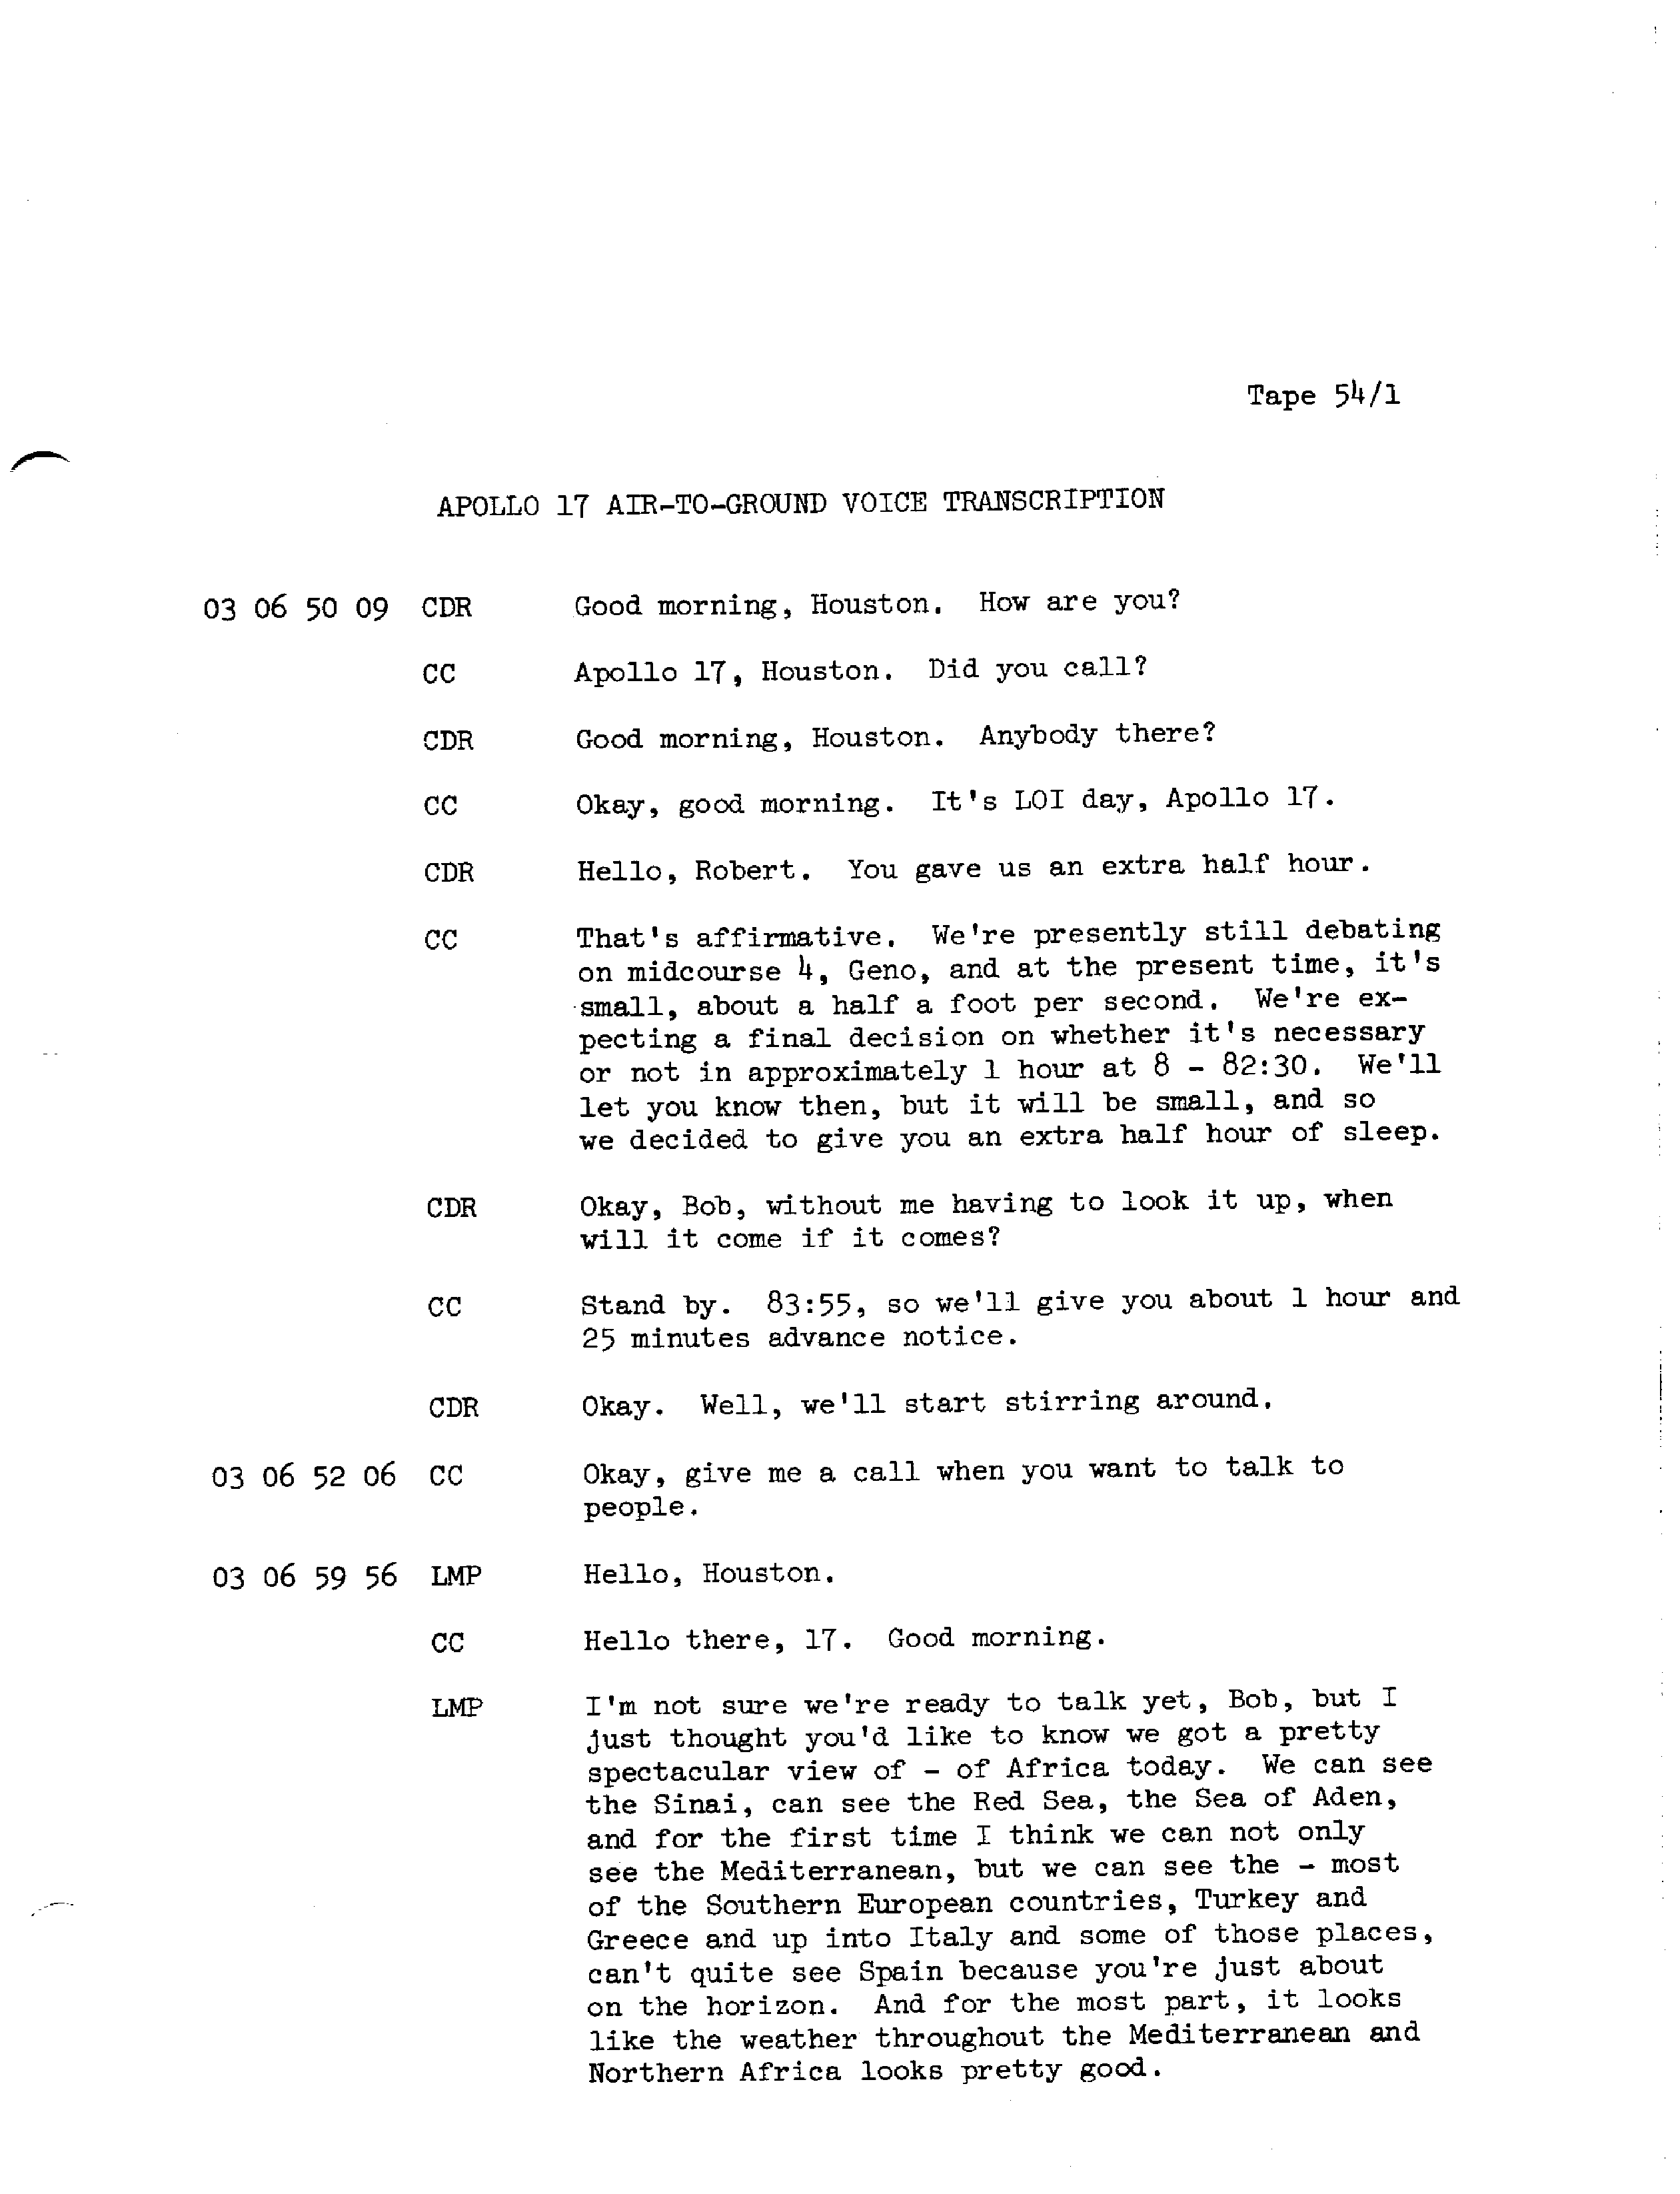 Tape 54/1
APOLLO 17 AIR-TO-GROUND VOICE TRANSCRIPTION
03 06 50 09 CDR Good morning, Houston. How are you?
CC Apollo 17, Houston. Did you call?
CDR Good morning, Houston. Anybody there?
CC Okay, good morning. It's LOI day, Apollo 17.
CDR Hello, Robert. You gave us an extra half hour.
CC That's affirmative. We're presently still debating
on midcourse 4, Geno, and at the present time, it's
small, about a half a foot per second. We're ex-
pecting a final decision on whether it's necessary
or not in approximately 1 hour at 8 - 82:30. We'll
let you know then, but it will be small, and so
we decided to give you an extra half hour of sleep.
CDR Okay, Bob, without me having to look it up, when
will it come if it comes?
CC Stand by. 83:55, so we'll give you about 1 hour and
25 minutes advance notice.
CDR Okay. Well, we'll start stirring around.
03 06 52 06 CC Okay, give me a call when you want to talk to
people.
03 06 59 56 LMP Hello, Houston.
CC Hello there, 17. Good morning.
LMP I'm not sure we're ready to talk yet, Bob, but I
just thought you'd like to know we got a pretty
spectacular view of - of Africa today. We can see
the Sinai, can see the Red Sea, the Sea of Aden,
and for the first time I think we can not only
see the Mediterranean, but we can see the - most
of the Southern European countries, Turkey and
Greece and up into Italy and some of those places,
can't quite see Spain because you're just about
on the horizon. And for the most part, it looks
like the weather throughout the Mediterranean and
Northern Africa looks pretty good.